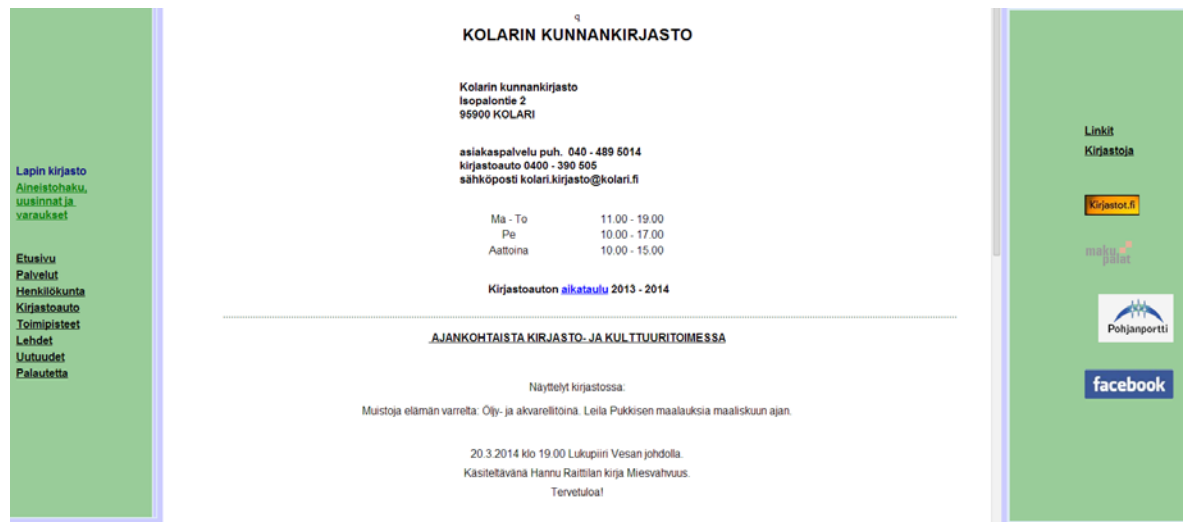 q
KOLARIN KUNNANKIRJASTO
Kolarin kunnankirjasto
Isopalontie 2
95900 KOLARI
asiakaspalvelu puh. 040 - 489 5014
kirjastoauto 0400 - 390 505
sähköposti kolari.kirjasto@kolari.fi
Ma - To 11.00 - 19.00
Pe 10.00 - 17.00
Aattoina 10.00 - 15.00
Kirjastoauton aikataulu 2013 - 2014
AJANKOHTAISTA KIRJASTO- JA KULTTUURITOIMESSA
Näyttelyt kirjastossa:
Muistoja elämän varrelta: Öljy- ja akvarellitöinä. Leila Pukkisen maalauksia maaliskuun ajan.
20.3.2014 klo 19.00 Lukupiiri Vesan johdolla.
Käsiteltävänä Hannu Raittilan kirja Miesvahvuus.
Tervetuloa!
Lapin kirjasto
Aineistohaku,
uusinnat ja
varaukset
Etusivu
Palvelut
Henkilökunta
Kirjastoauto
Toimipisteet
Lehdet
Uutuudet
Palautetta
Linkit
Kirjastoja
Kirjastot.fi
maku
palat
Pohjanportti
facebook